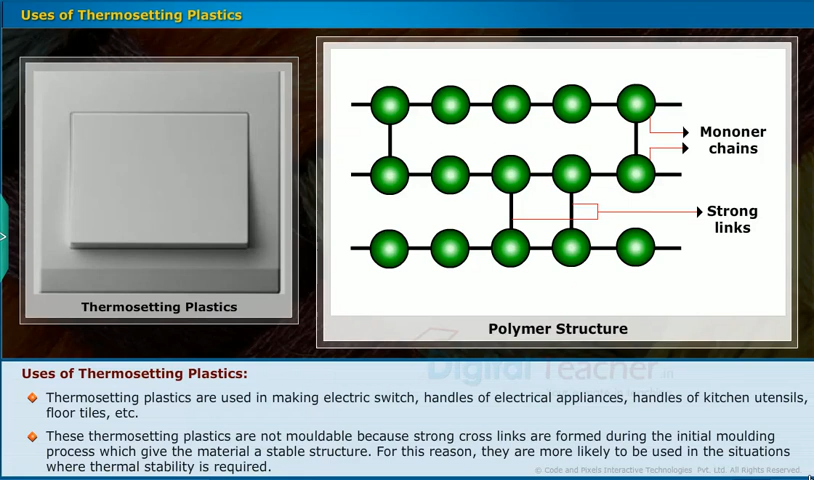 Uses of Thermosetting Plastics
Mononer
chains
Strong
links
Thermosetting Plastics
Polymer Structure
Digital Teacher.in
Uses of Thermosetting Plastics:
Thermosetting plastics are used in making electric switch, handles of electrical appliances, handles of kitchen utensils,
floor tiles, etc.
These thermosetting plastics are not mouldable because strong cross links are formed during the initial moulding
process which give the material a stable structure. For this reason, they are more likely to be used in the situations
where thermal stability is required.
© Code and Pixels Interactive Technologies Pvt. Ltd. All Rights Reserved.